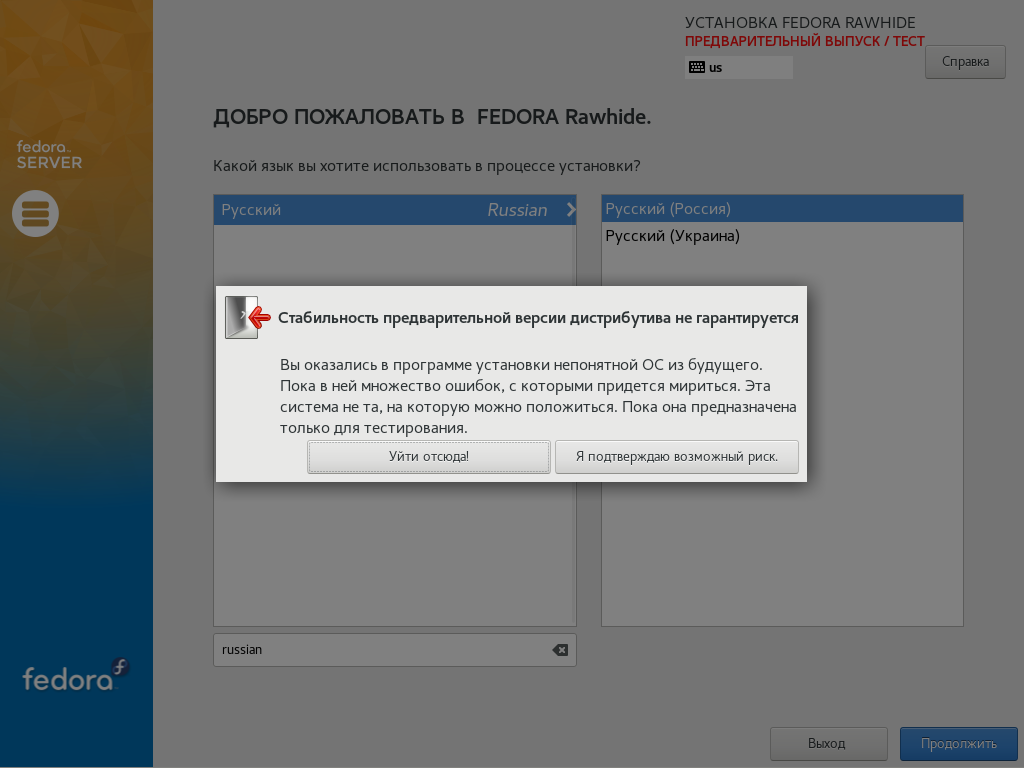 УСТАНОВКА FEDORA RAWHIDE
ПРЕДВАРИТЕЛЬНЫЙ ВЫПУСК / ТЕСТ
us
Справка
fedora™
SERVER
ДОБРО ПОЖАЛОВАТЬ В  FEDORA Rawhide.
Какой язык вы хотите использовать в процессе установки?
Русский Russian
Русский (Россия)
Русский (Украина)
Стабильность предварительной версии дистрибутива не гарантируется
Вы оказались в программе установки непонятной ОС из будущего.
Пока в ней множество ошибок, с которыми придется мириться. Эта
система не та, на которую можно положиться. Пока она предназначена
только для тестирования.
Уйти отсюда!
Я подтверждаю возможный риск.
russian
fedora
Выход
Продолжить